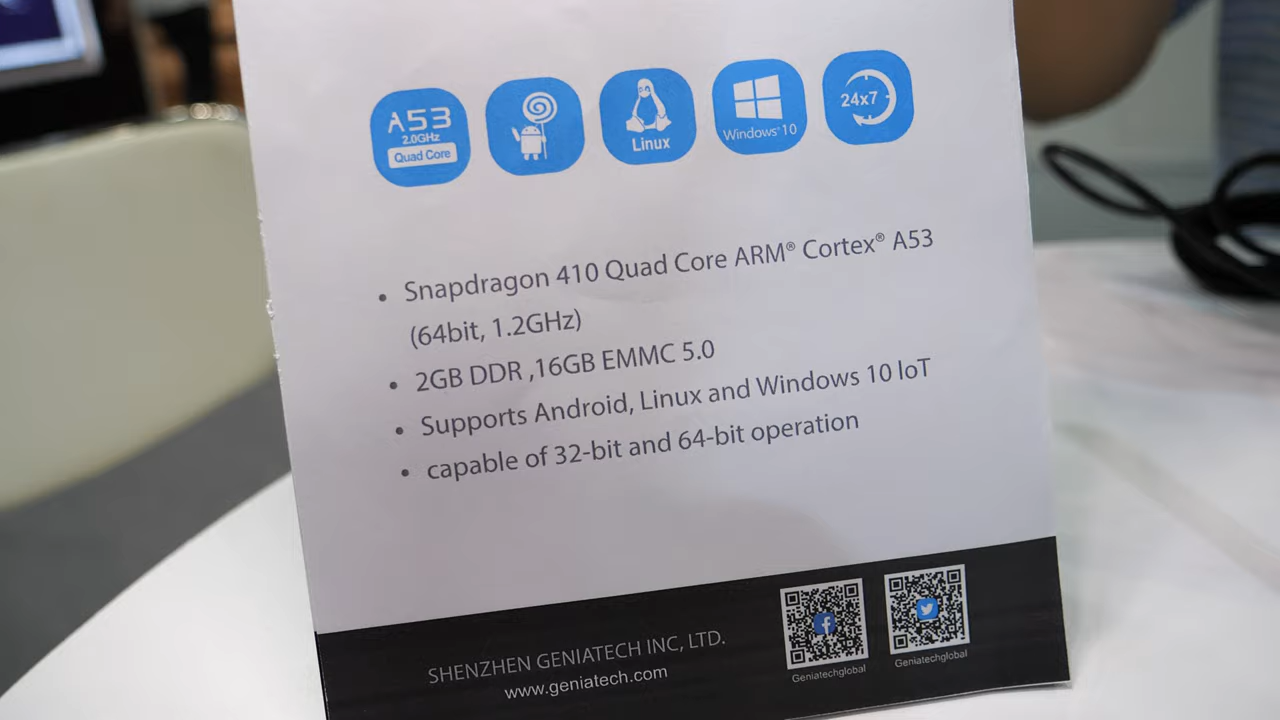 A53
2.0GHz
Quad Core
Linux
Windows® 10
24x7
• Snapdragon 410 Quad Core ARM® Cortex® A53
(64bit, 1.2GHz)
• 2GB DDR ,16GB EMMC 5.0
• Supports Android, Linux and Windows 10 IoT
• capable of 32-bit and 64-bit operation
SHENZHEN GENIATECH INC, LTD.
www.geniatech.com
Geniatechglobal
Geniatechglobal